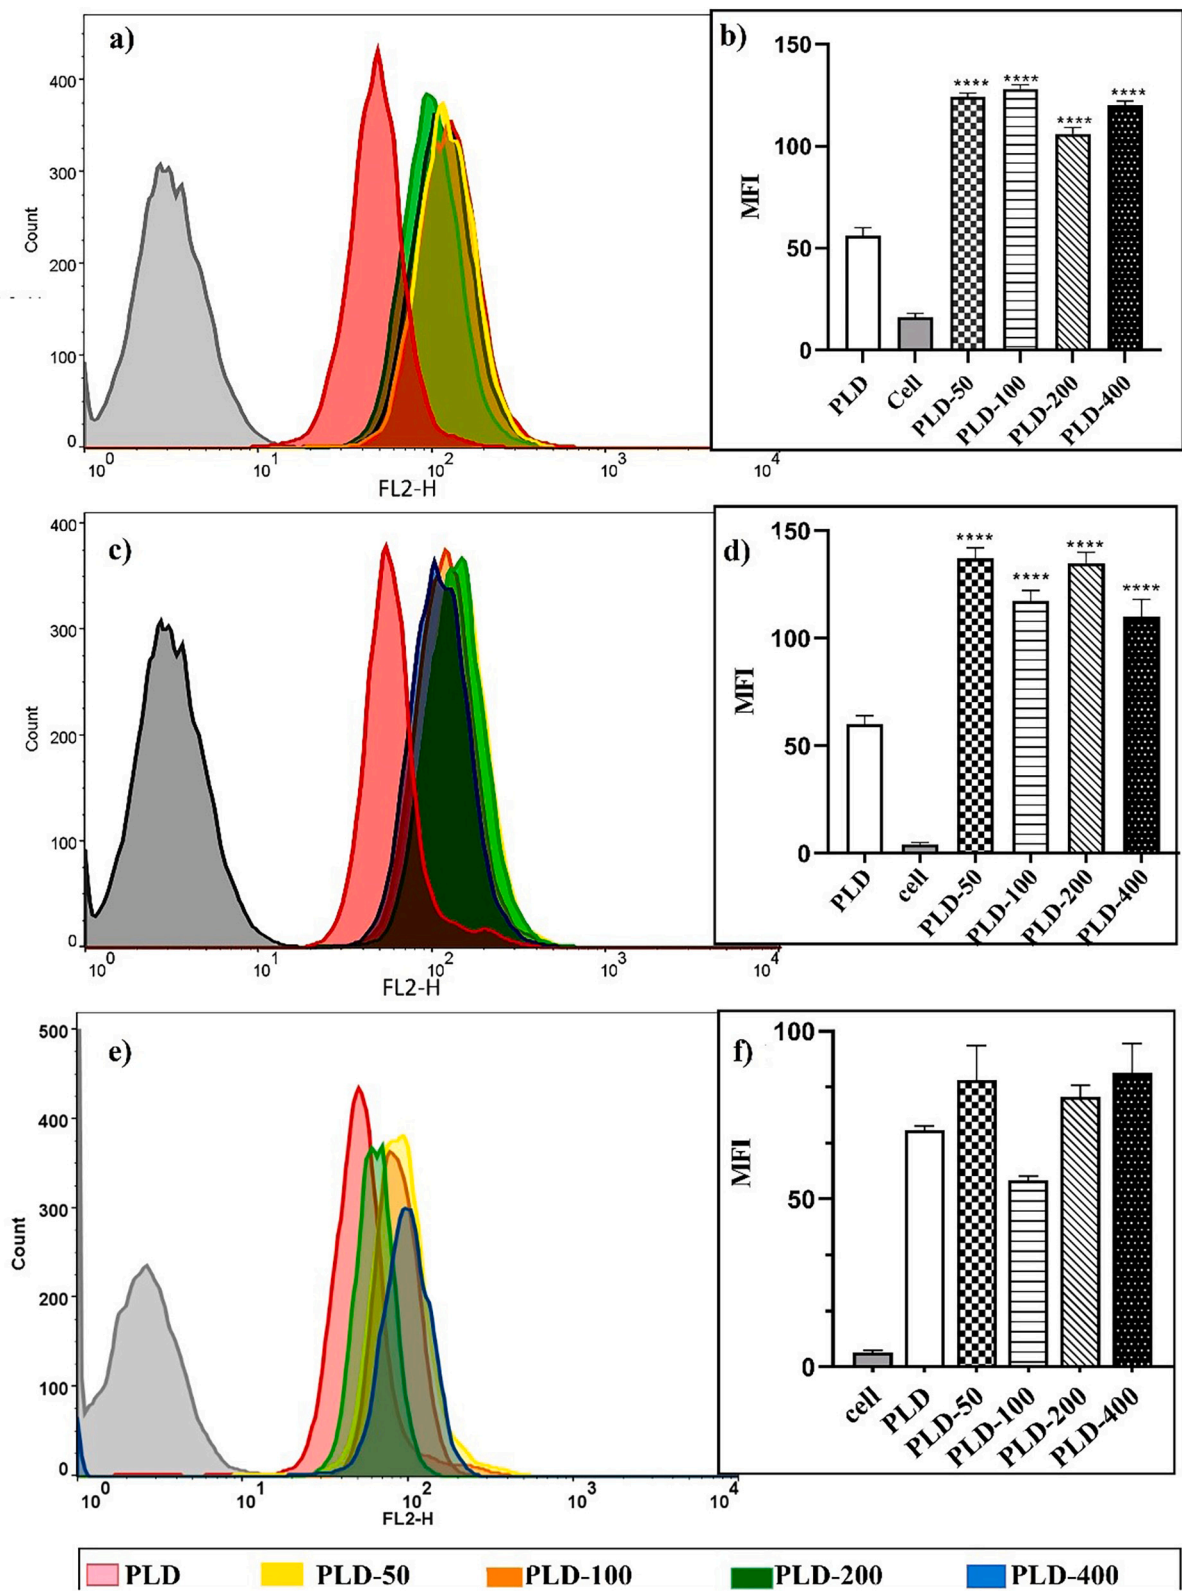 a)
400
300
200
100
0
Count
10^0 10^1 10^2 10^3 10^4
FL2-H
b)
150
100
50
0
MFI
**** **** **** ****
PLD Cell PLD-50 PLD-100 PLD-200 PLD-400
c)
400
300
200
100
0
Count
10^0 10^1 10^2 10^3 10^4
FL2-H
d)
150
100
50
0
MFI
**** **** **** ****
PLD cell PLD-50 PLD-100 PLD-200 PLD-400
e)
500
400
300
200
100
0
Count
10^0 10^1 10^2 10^3 10^4
FL2-H
f)
100
50
0
MFI
cell PLD PLD-50 PLD-100 PLD-200 PLD-400
PLD PLD-50 PLD-100 PLD-200 PLD-400